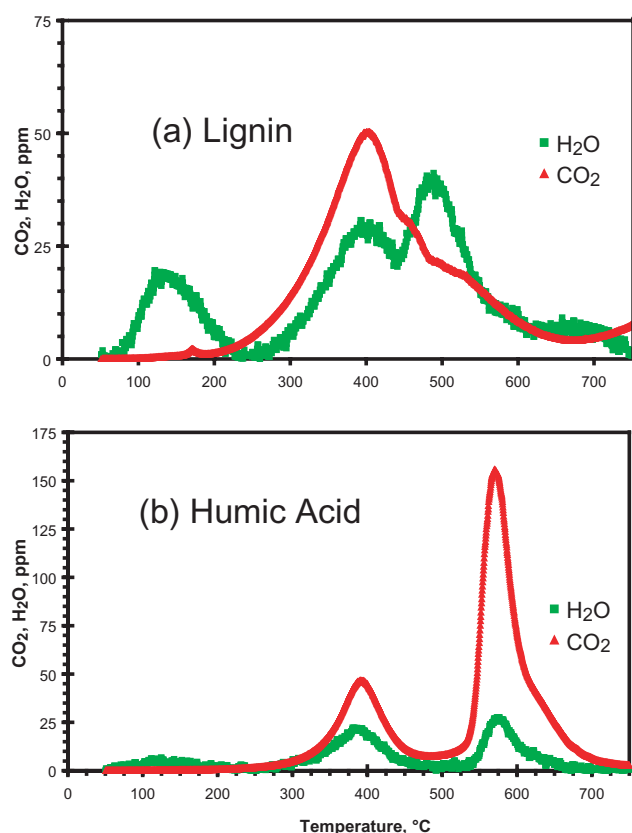 75
50
25
0
CO2, H2O, ppm
(a) Lignin
H2O
CO2
0 100 200 300 400 500 600 700
175
150
125
100
75
50
25
0
CO2, H2O, ppm
(b) Humic Acid
H2O
CO2
0 100 200 300 400 500 600 700
Temperature, °C